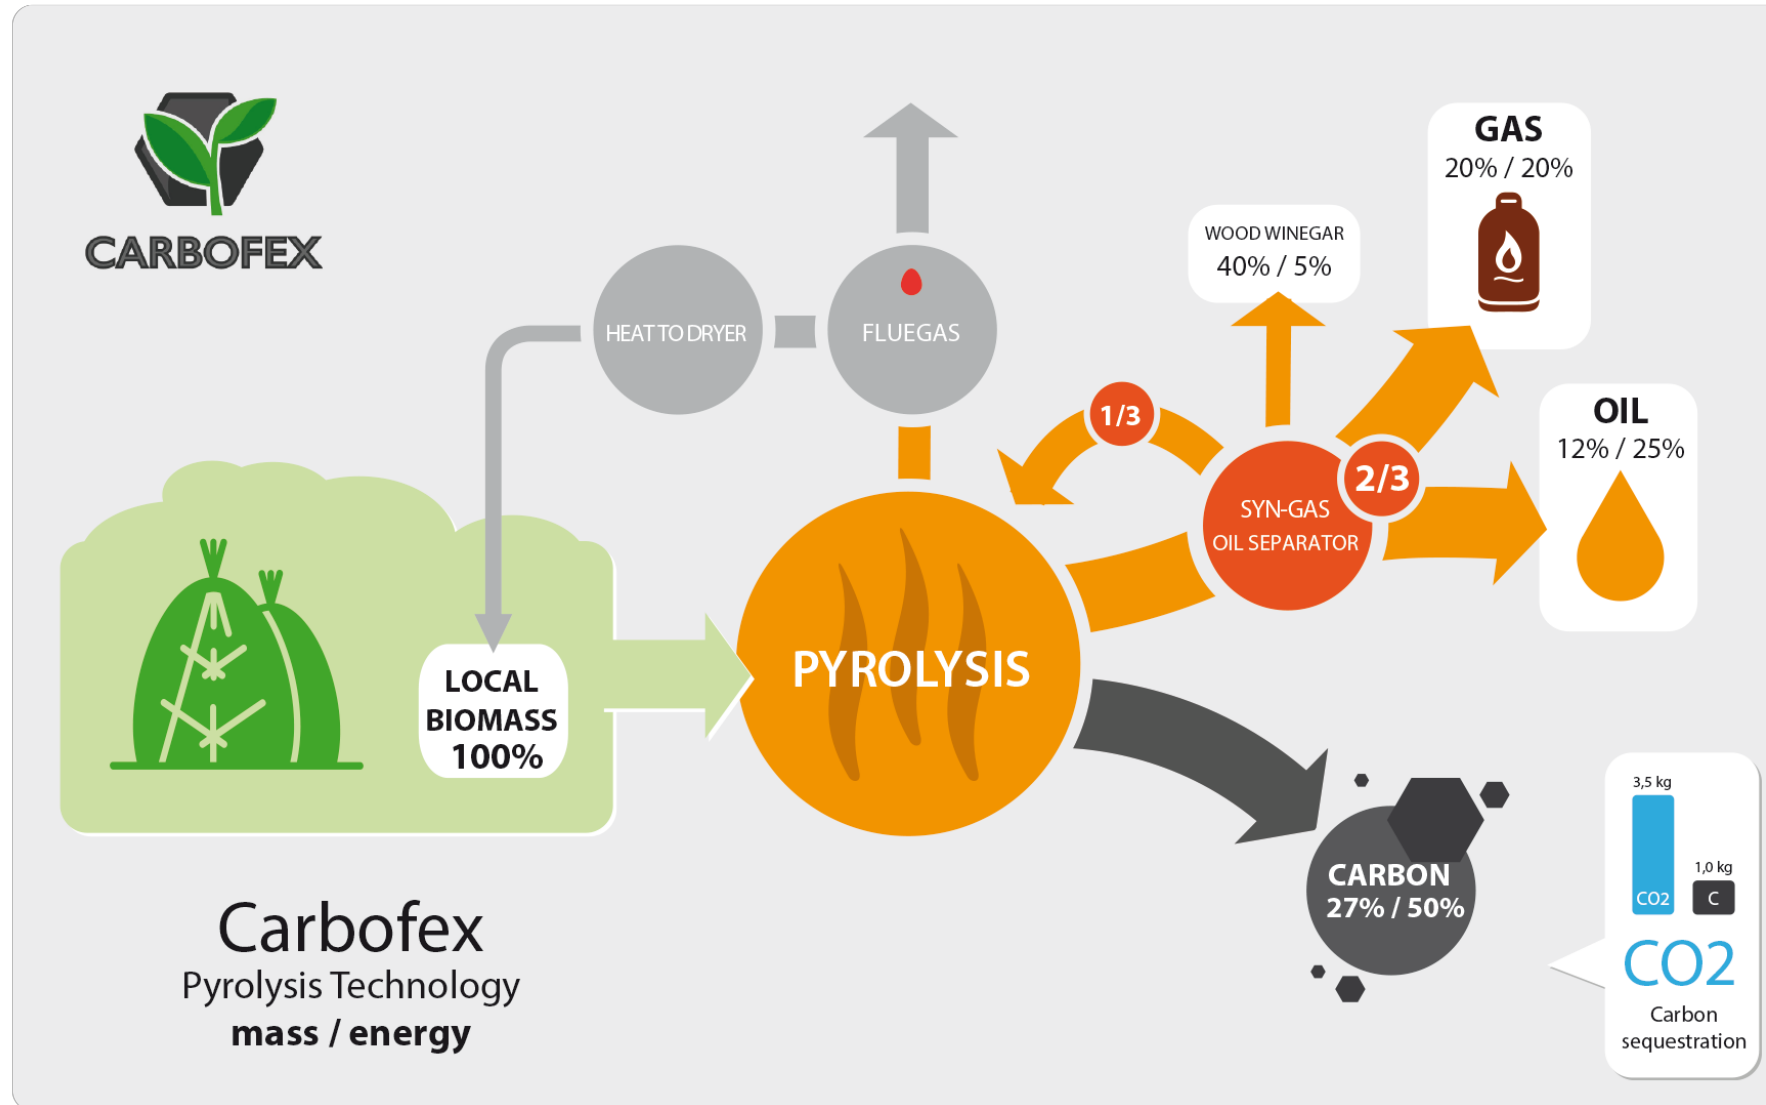 CARBOFEX
HEAT TO DRYER
FLUEGAS
WOOD WINEGAR
40% / 5%
GAS
20% / 20%
OIL
12% / 25%
1/3
2/3
SYN-GAS
OIL SEPARATOR
LOCAL
BIOMASS
100%
PYROLYSIS
CARBON
27% / 50%
3,5 kg
1,0 kg
CO2
C
CO2
Carbon
sequestration
Carbofex
Pyrolysis Technology
mass / energy